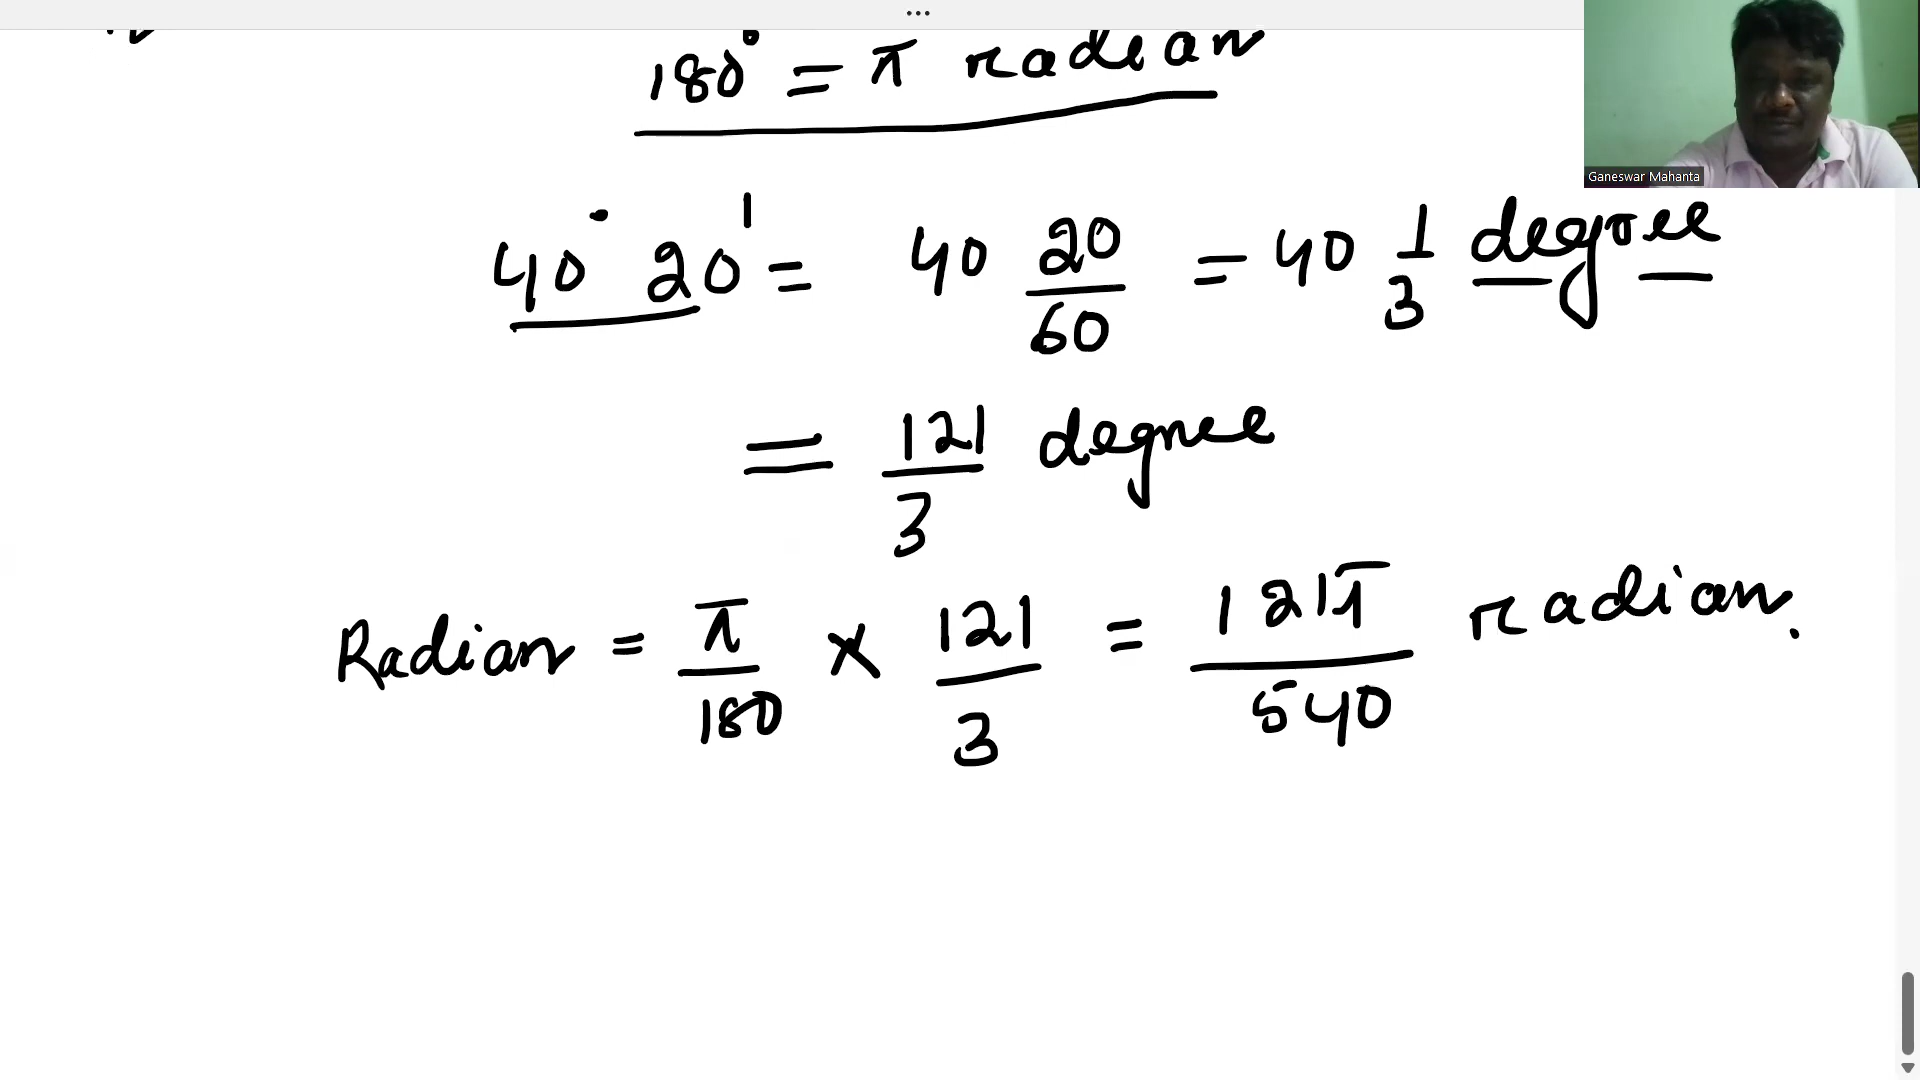 ...
180° = π radian
Ganeswar Mahanta
40° 20' = 40 20/60 = 40 1/3 degree
= 121/3 degree
Radian = π/180 × 121/3 = 121π/540 radian.